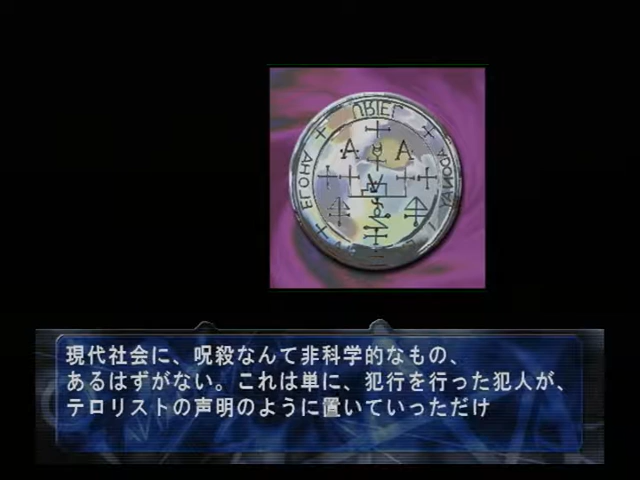 URIEL
ELOHA
ADONAY
A A
現代社会に、呪殺なんて非科学的なもの、
あるはずがない。これは単に、犯行を行った犯人が、
テロリストの声明のように置いていっただけ